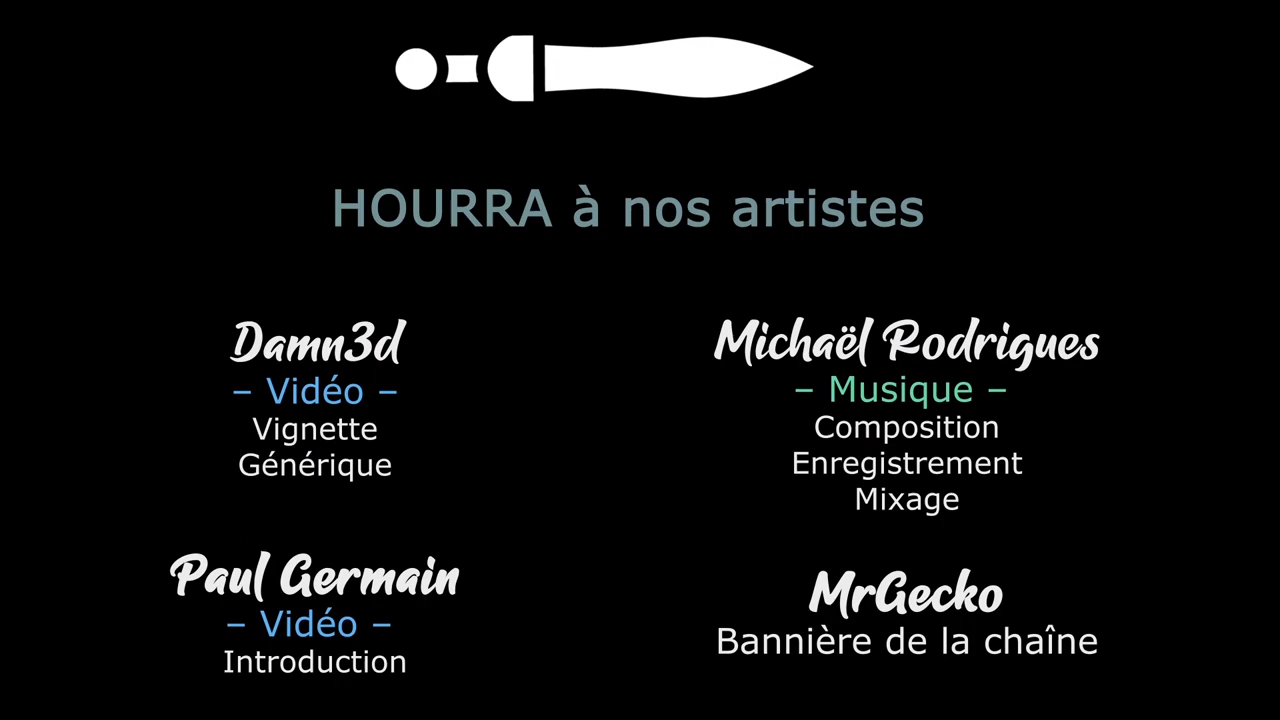 HOURRA à nos artistes
Damn3d
– Vidéo –
Vignette
Générique
Michaël Rodrigues
– Musique –
Composition
Enregistrement
Mixage
Paul Germain
– Vidéo –
Introduction
MrGecko
Bannière de la chaîne